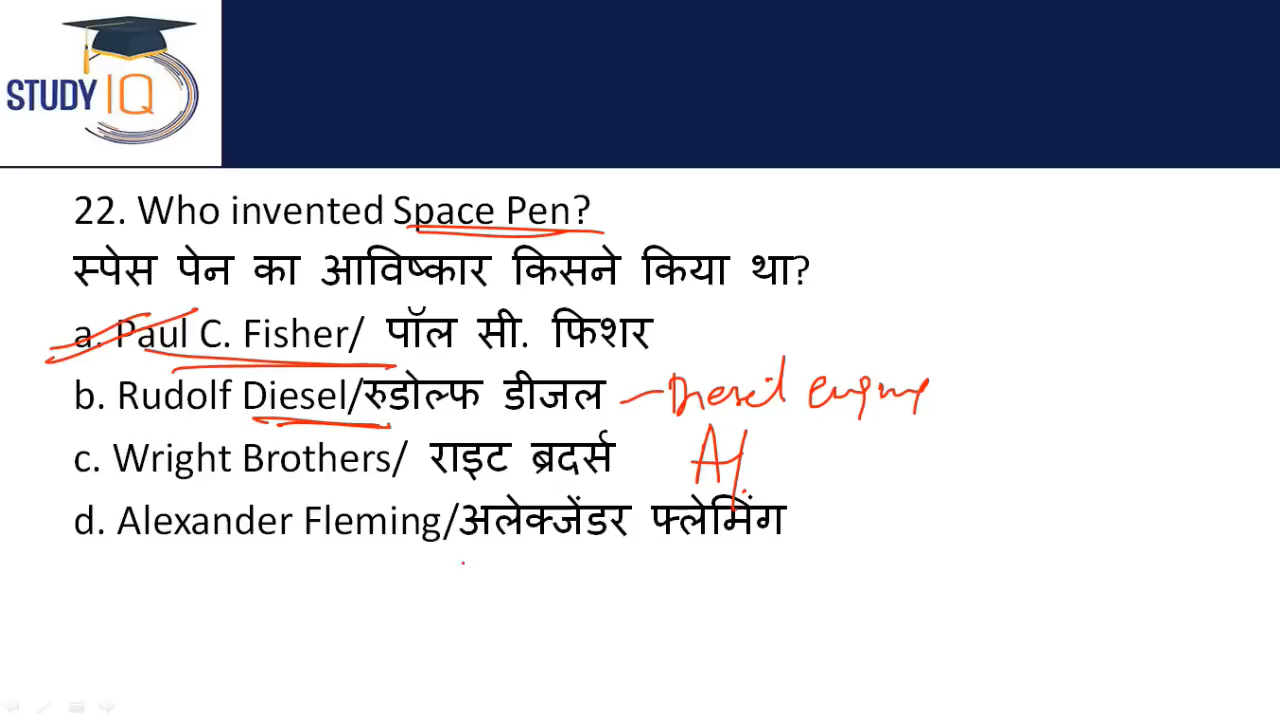 STUDY IQ
22. Who invented Space Pen?
स्पेस पेन का आविष्कार किसने किया था?
a. Paul C. Fisher/ पॉल सी. फिशर
b. Rudolf Diesel/रुडोल्फ डीजल – Diesel engine
c. Wright Brothers/ राइट ब्रदर्स
d. Alexander Fleming/अलेक्जेंडर फ्लेमिंग